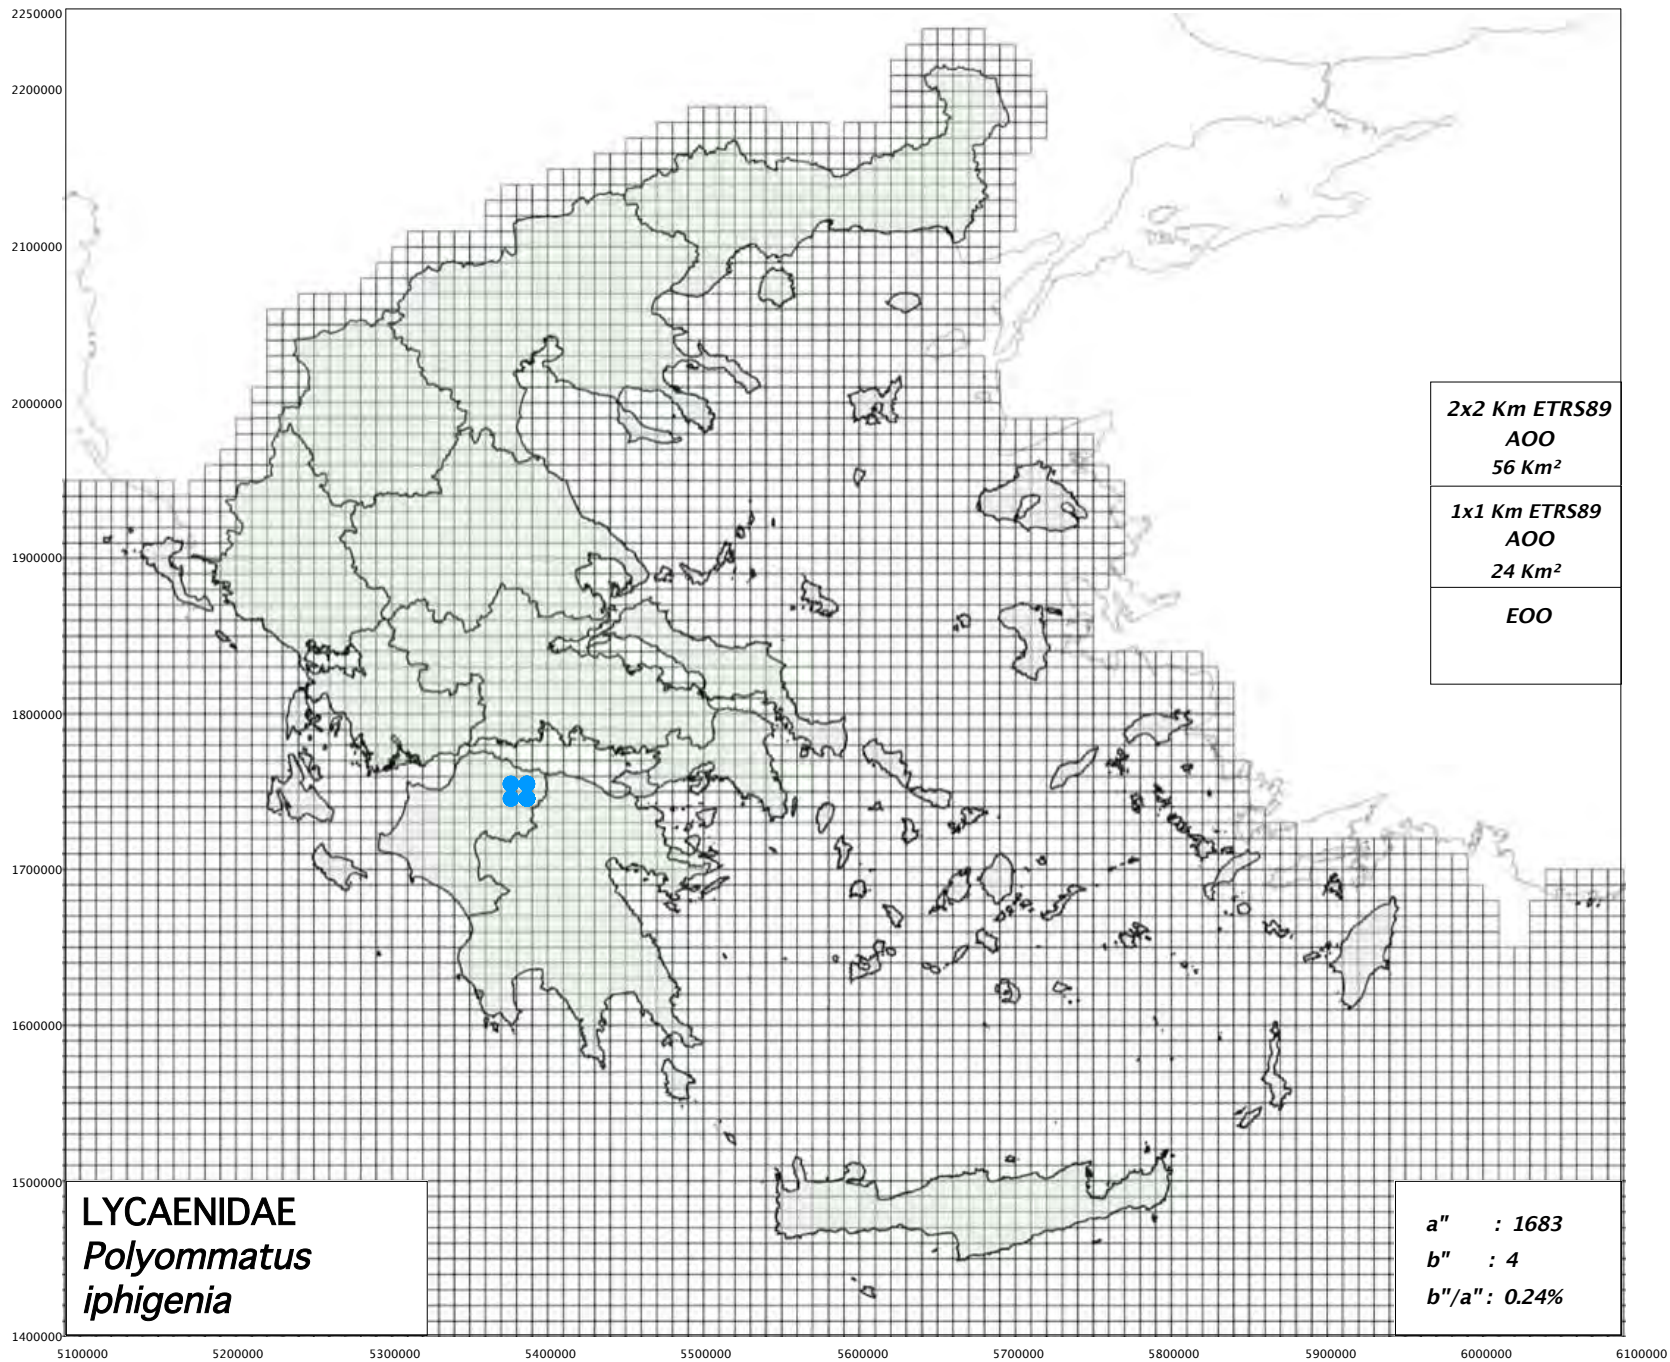 2250000
2200000
2100000
2000000
1900000
1800000
1700000
1600000
1500000
1400000
2x2 Km ETRS89
AOO
56 Km²
1x1 Km ETRS89
AOO
24 Km²
EOO
LYCAENIDAE
Polyommatus
iphigenia
a" : 1683
b" : 4
b"/a" : 0.24%
5100000 5200000 5300000 5400000 5500000 5600000 5700000 5800000 5900000 6000000 6100000